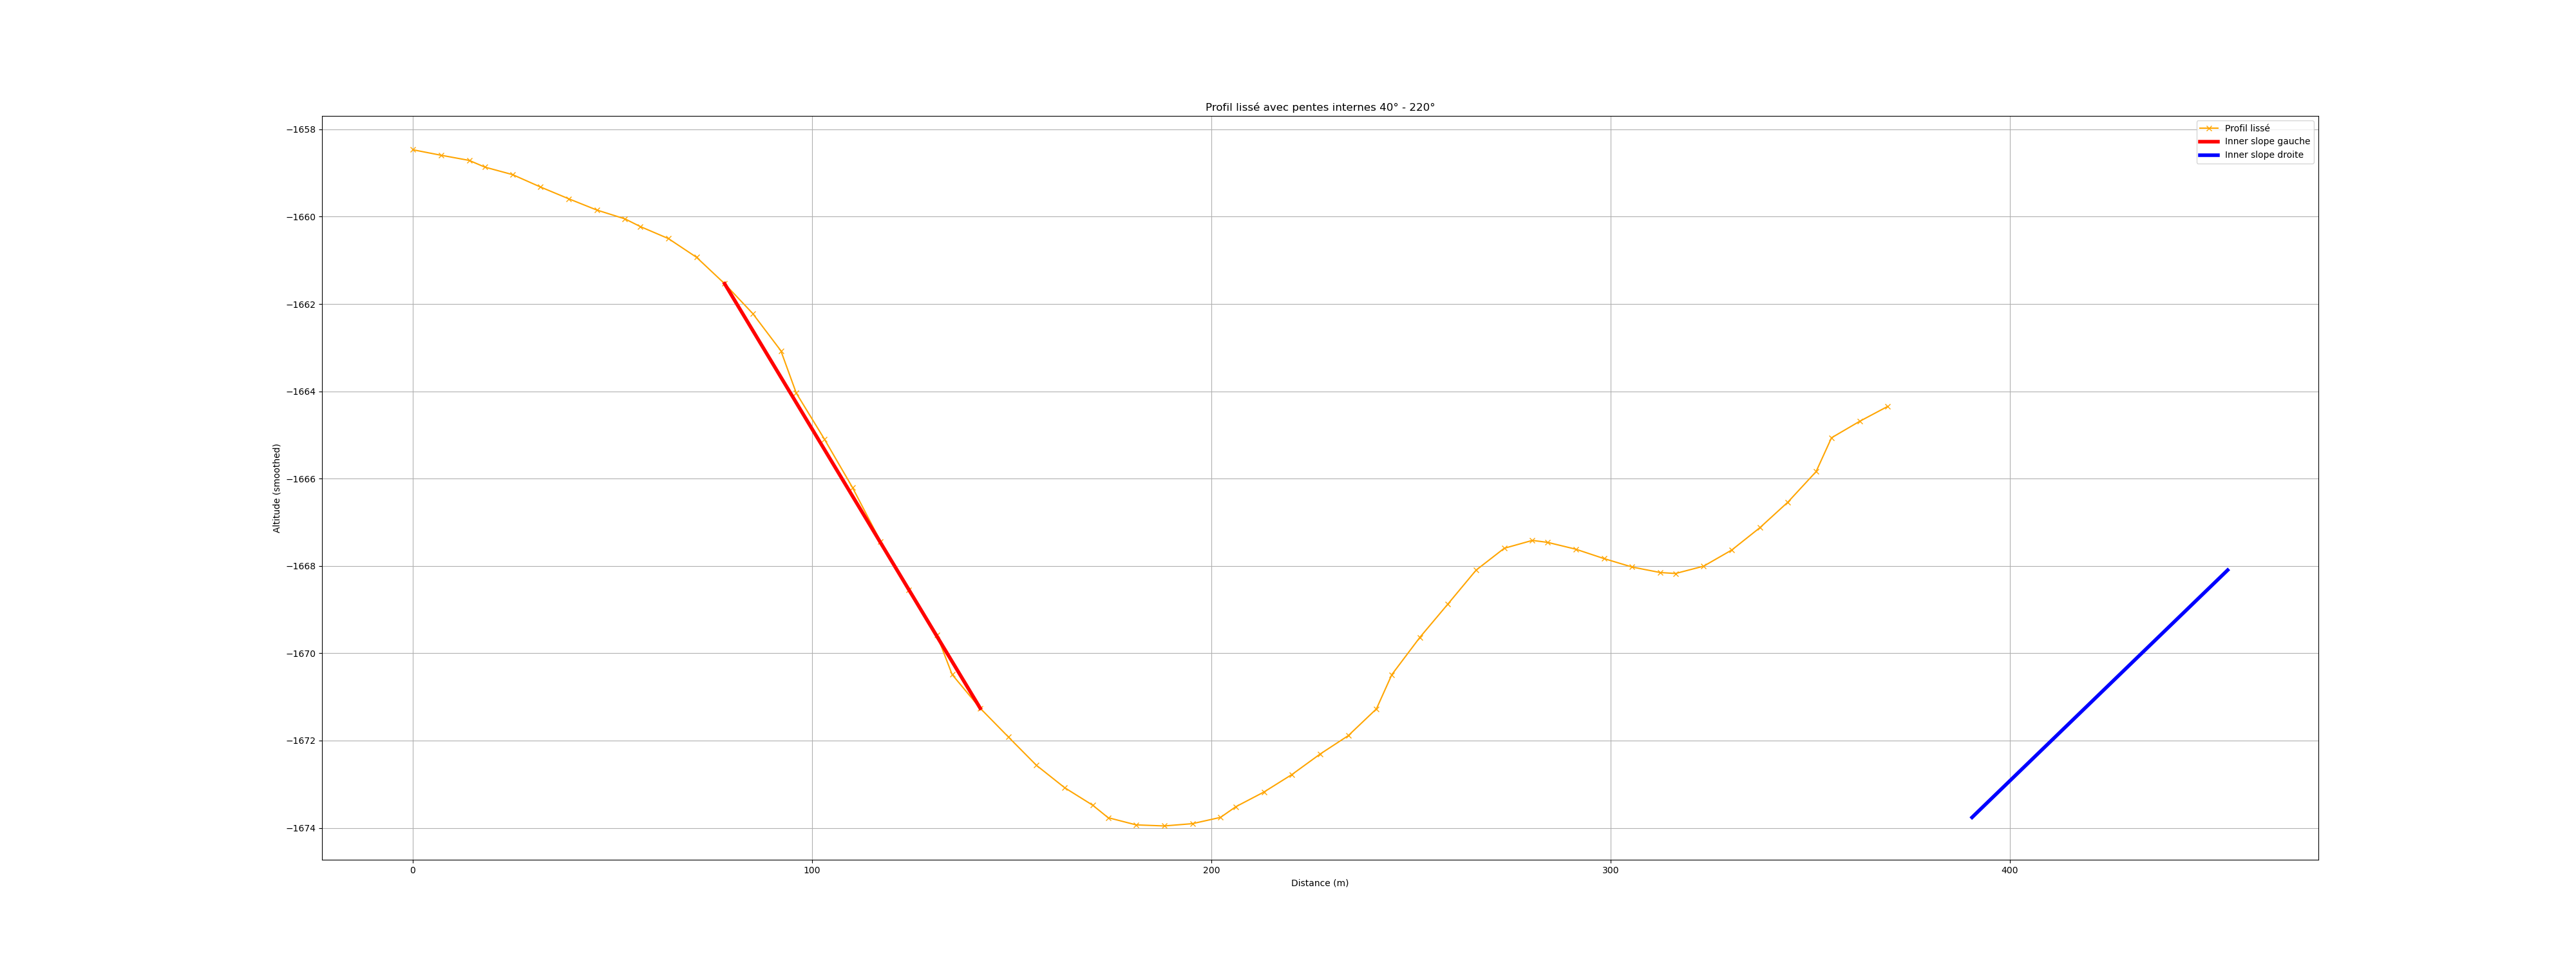 Profil lissé avec pentes internes 40° - 220°
Profil lissé
Inner slope gauche
Inner slope droite
Altitude (smoothed)
−1658
−1660
−1662
−1664
−1666
−1668
−1670
−1672
−1674
0 100 200 300 400
Distance (m)